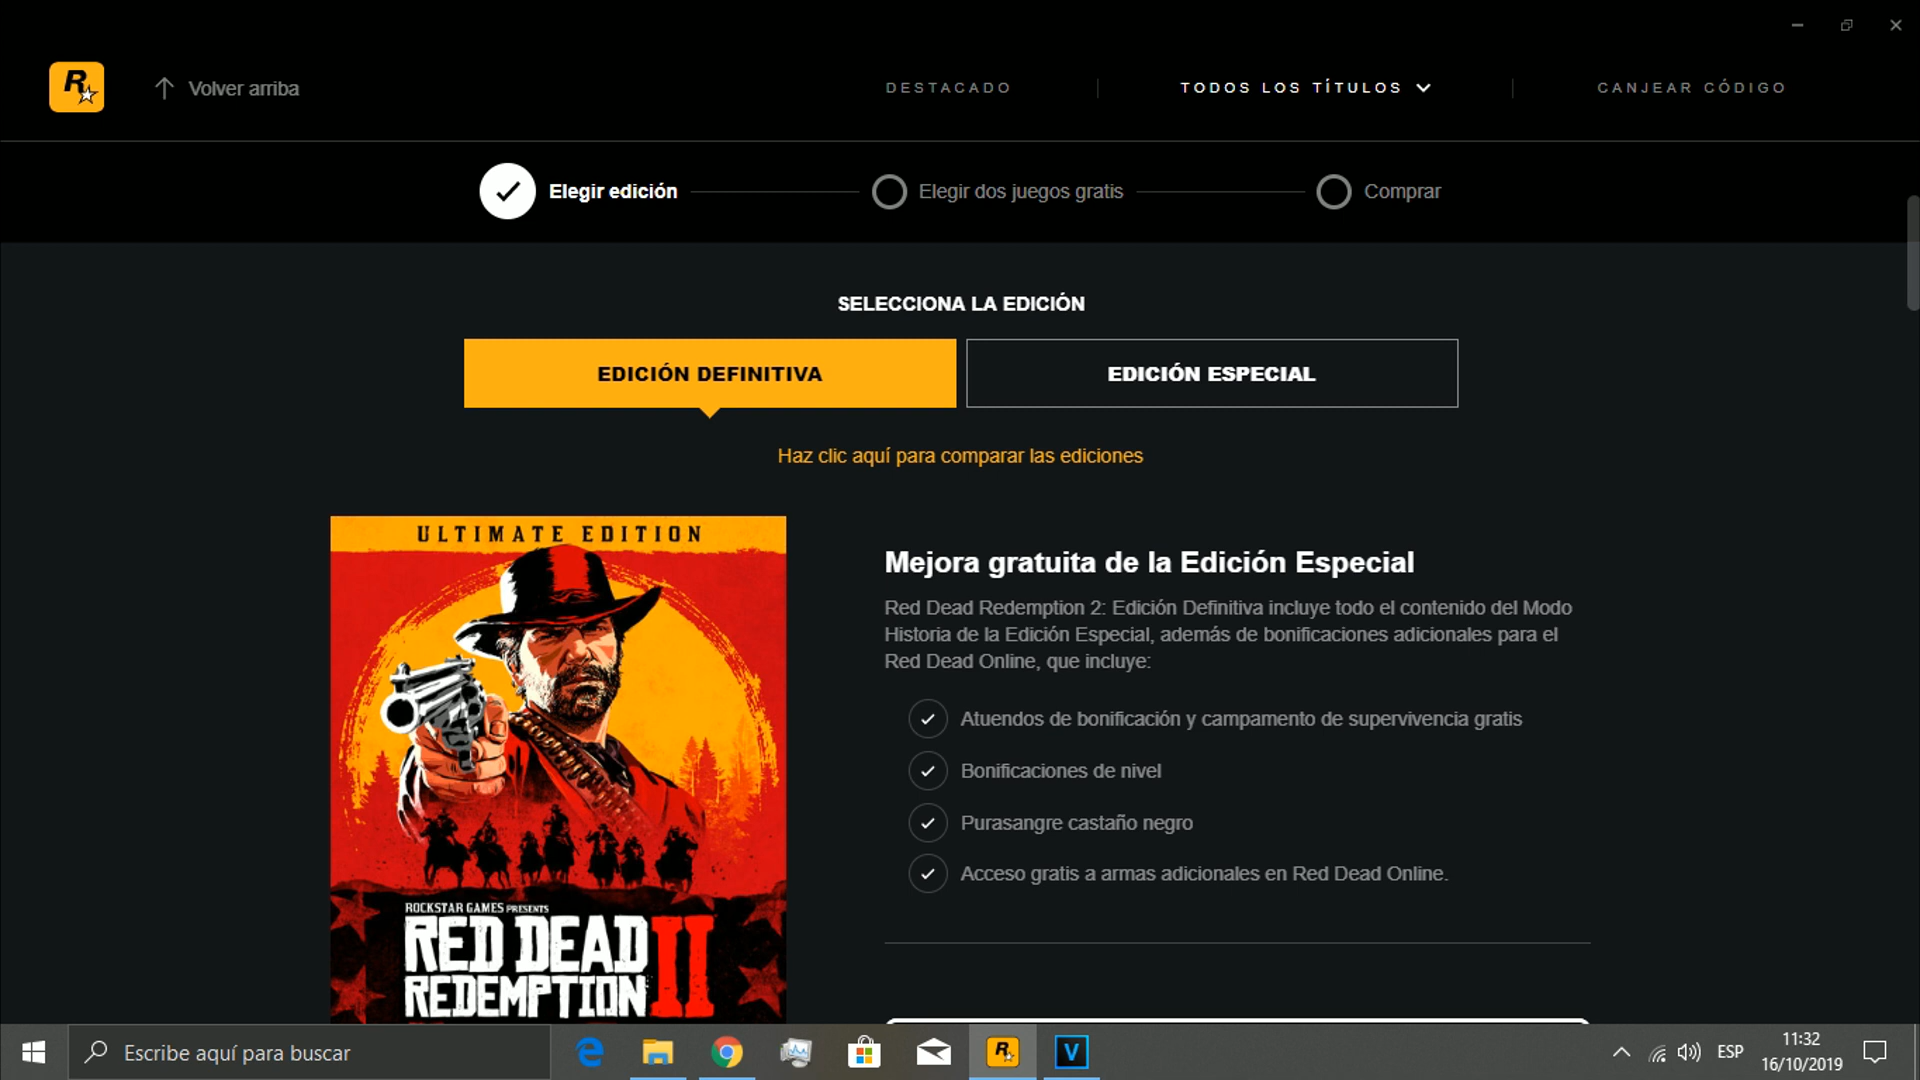 Volver arriba
DESTACADO
TODOS LOS TÍTULOS
CANJEAR CÓDIGO
Elegir edición
Elegir dos juegos gratis
Comprar
SELECCIONA LA EDICIÓN
EDICIÓN DEFINITIVA
EDICIÓN ESPECIAL
Haz clic aquí para comparar las ediciones
ULTIMATE EDITION
ROCKSTAR GAMES PRESENTS
RED DEAD
REDEMPTION II
Mejora gratuita de la Edición Especial
Red Dead Redemption 2: Edición Definitiva incluye todo el contenido del Modo
Historia de la Edición Especial, además de bonificaciones adicionales para el
Red Dead Online, que incluye:
Atuendos de bonificación y campamento de supervivencia gratis
Bonificaciones de nivel
Purasangre castaño negro
Acceso gratis a armas adicionales en Red Dead Online.
Escribe aquí para buscar
ESP
11:32
16/10/2019